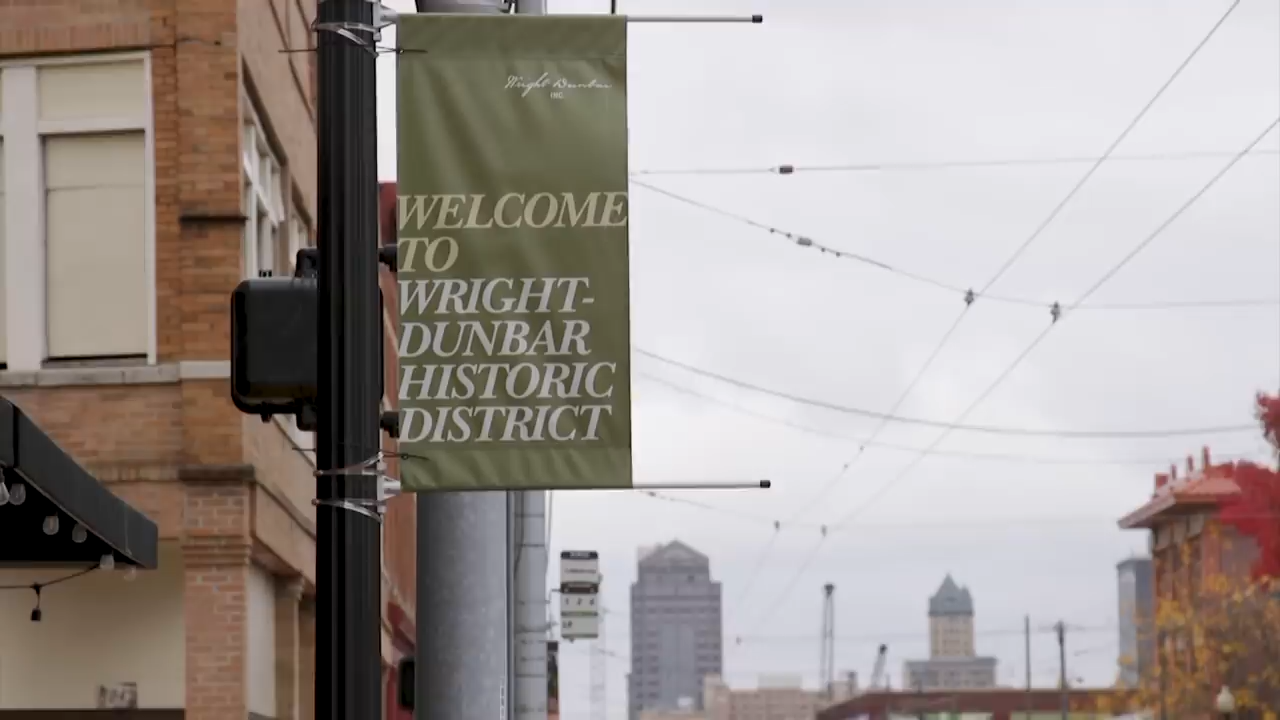 Wright Dunbar
INC.
WELCOME
TO
WRIGHT-
DUNBAR
HISTORIC
DISTRICT